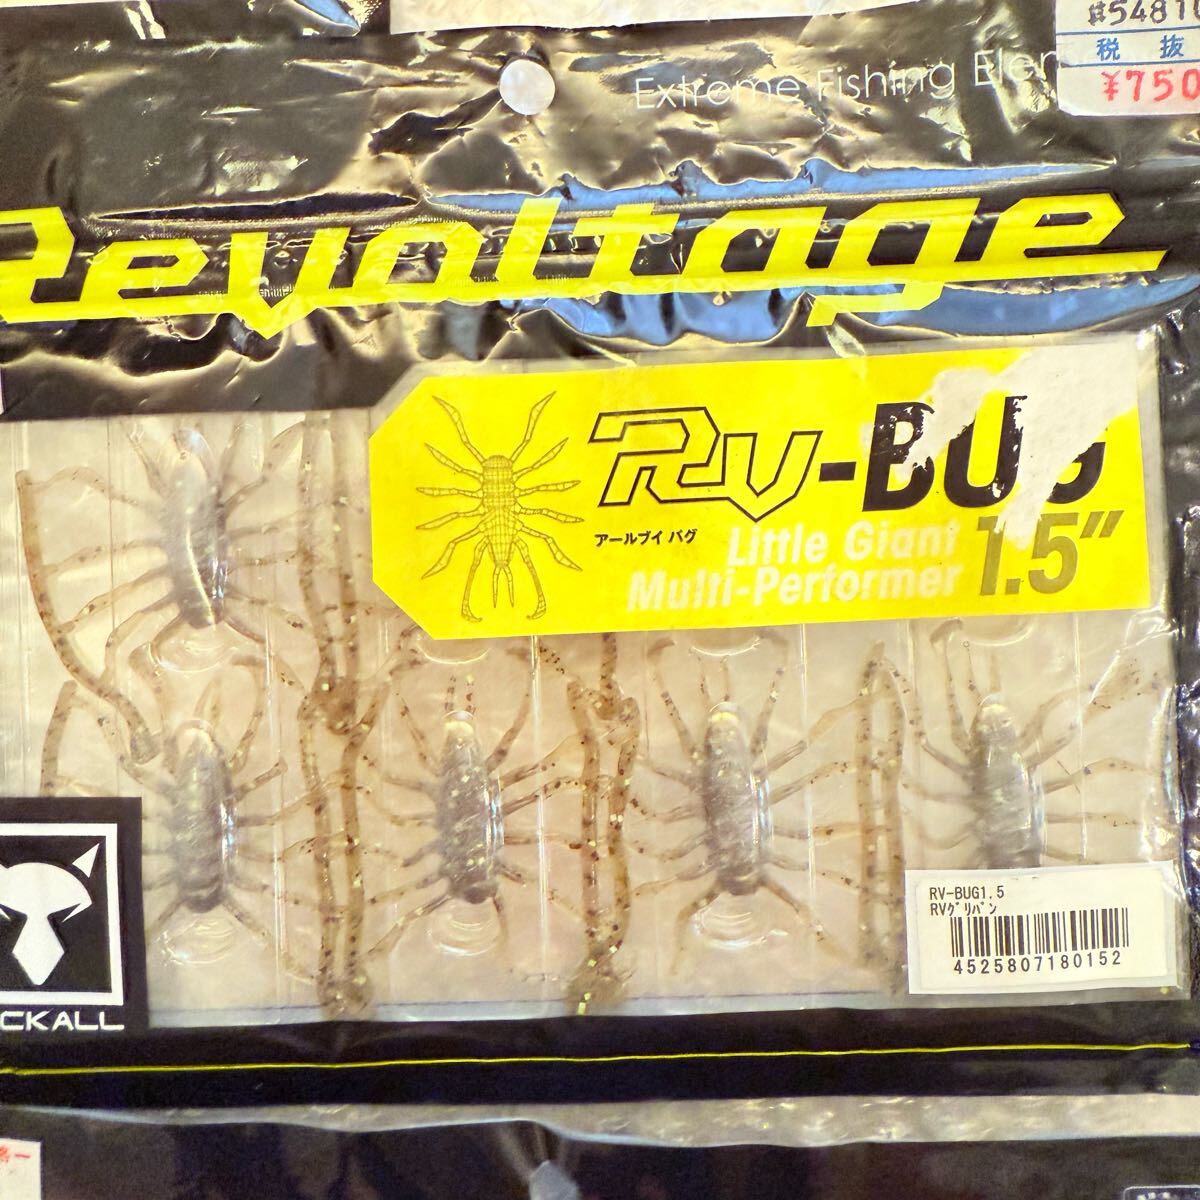 #5481
税 抜
¥750
Extreme Fishing Elem
Revoltage
RV-BUG
アールブイ バグ
Little Giant
Multi-Performer
1.5"
RV-BUG1.5
RVグリパン
4525807180152
CKALL